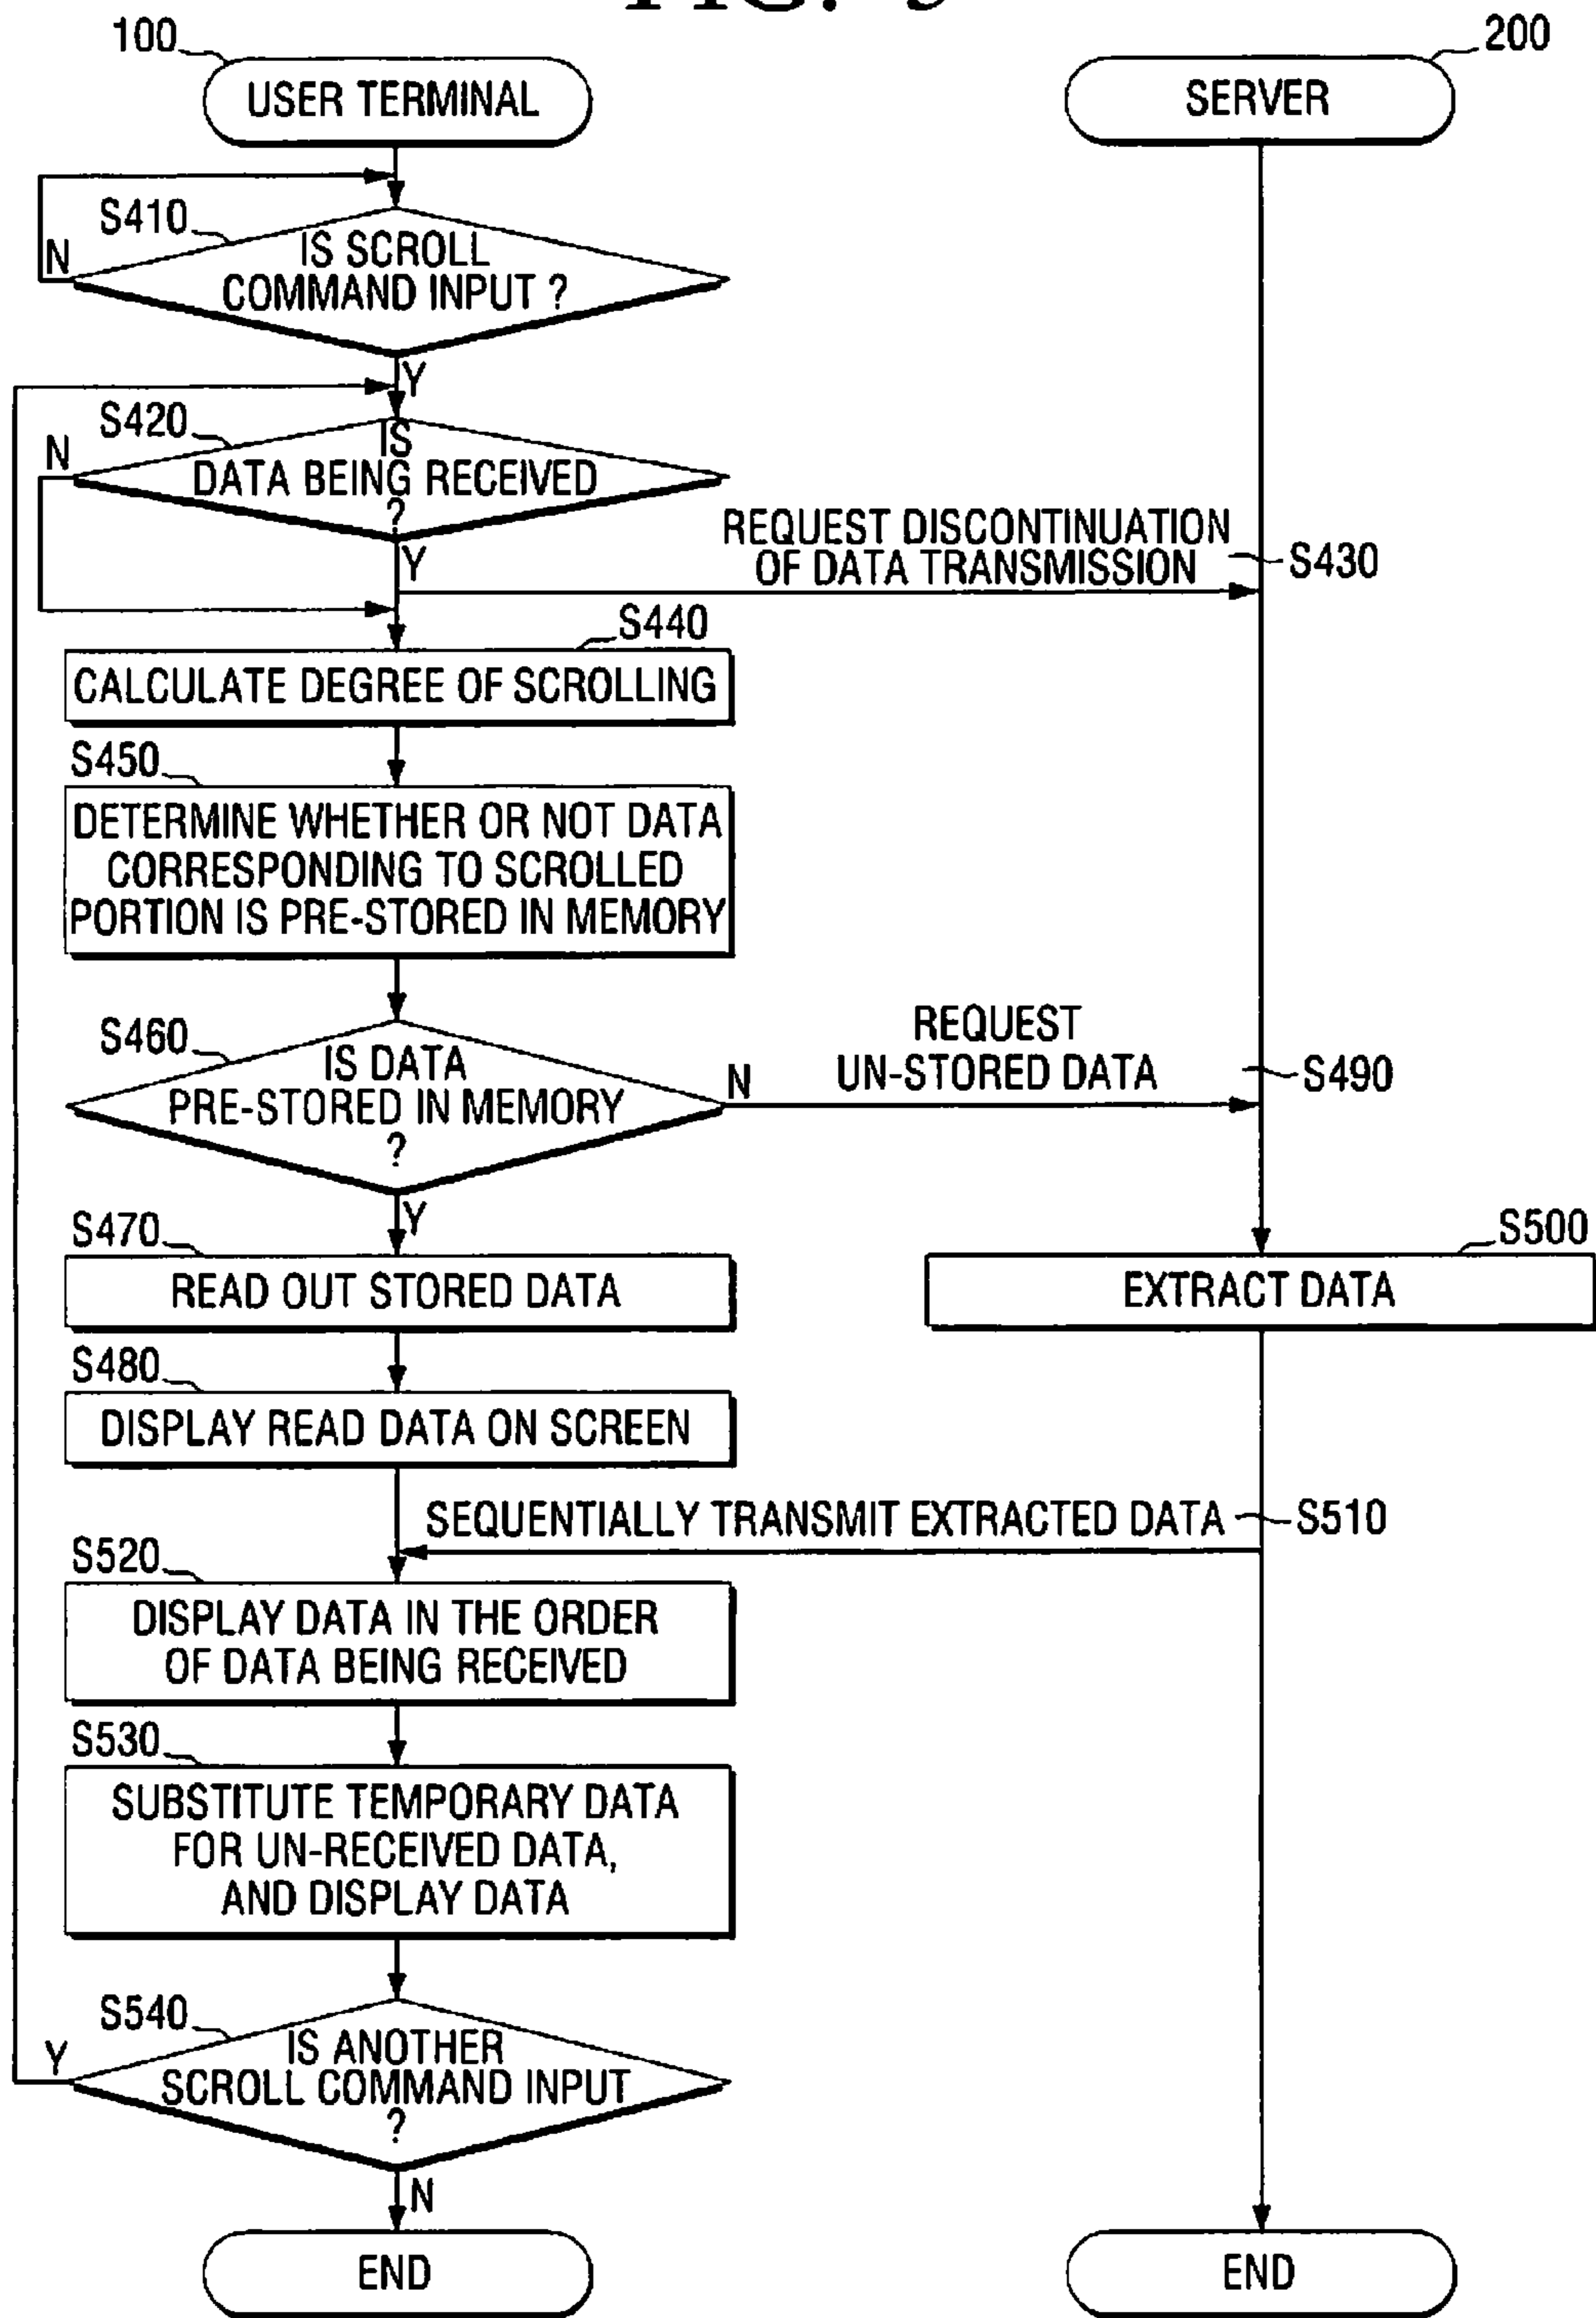 FIG.
100
USER TERMINAL
200
SERVER
S410
N
IS SCROLL
COMMAND INPUT ?
Y
S420
N
IS
DATA BEING RECEIVED
?
Y
REQUEST DISCONTINUATION
OF DATA TRANSMISSION
S430
S440
CALCULATE DEGREE OF SCROLLING
S450
DETERMINE WHETHER OR NOT DATA
CORRESPONDING TO SCROLLED
PORTION IS PRE-STORED IN MEMORY
S460
IS DATA
PRE-STORED IN MEMORY
?
N
REQUEST
UN-STORED DATA
S490
Y
S470
READ OUT STORED DATA
S500
EXTRACT DATA
S480
DISPLAY READ DATA ON SCREEN
SEQUENTIALLY TRANSMIT EXTRACTED DATA
S510
S520
DISPLAY DATA IN THE ORDER
OF DATA BEING RECEIVED
S530
SUBSTITUTE TEMPORARY DATA
FOR UN-RECEIVED DATA,
AND DISPLAY DATA
S540
Y
IS ANOTHER
SCROLL COMMAND INPUT
?
N
END
END